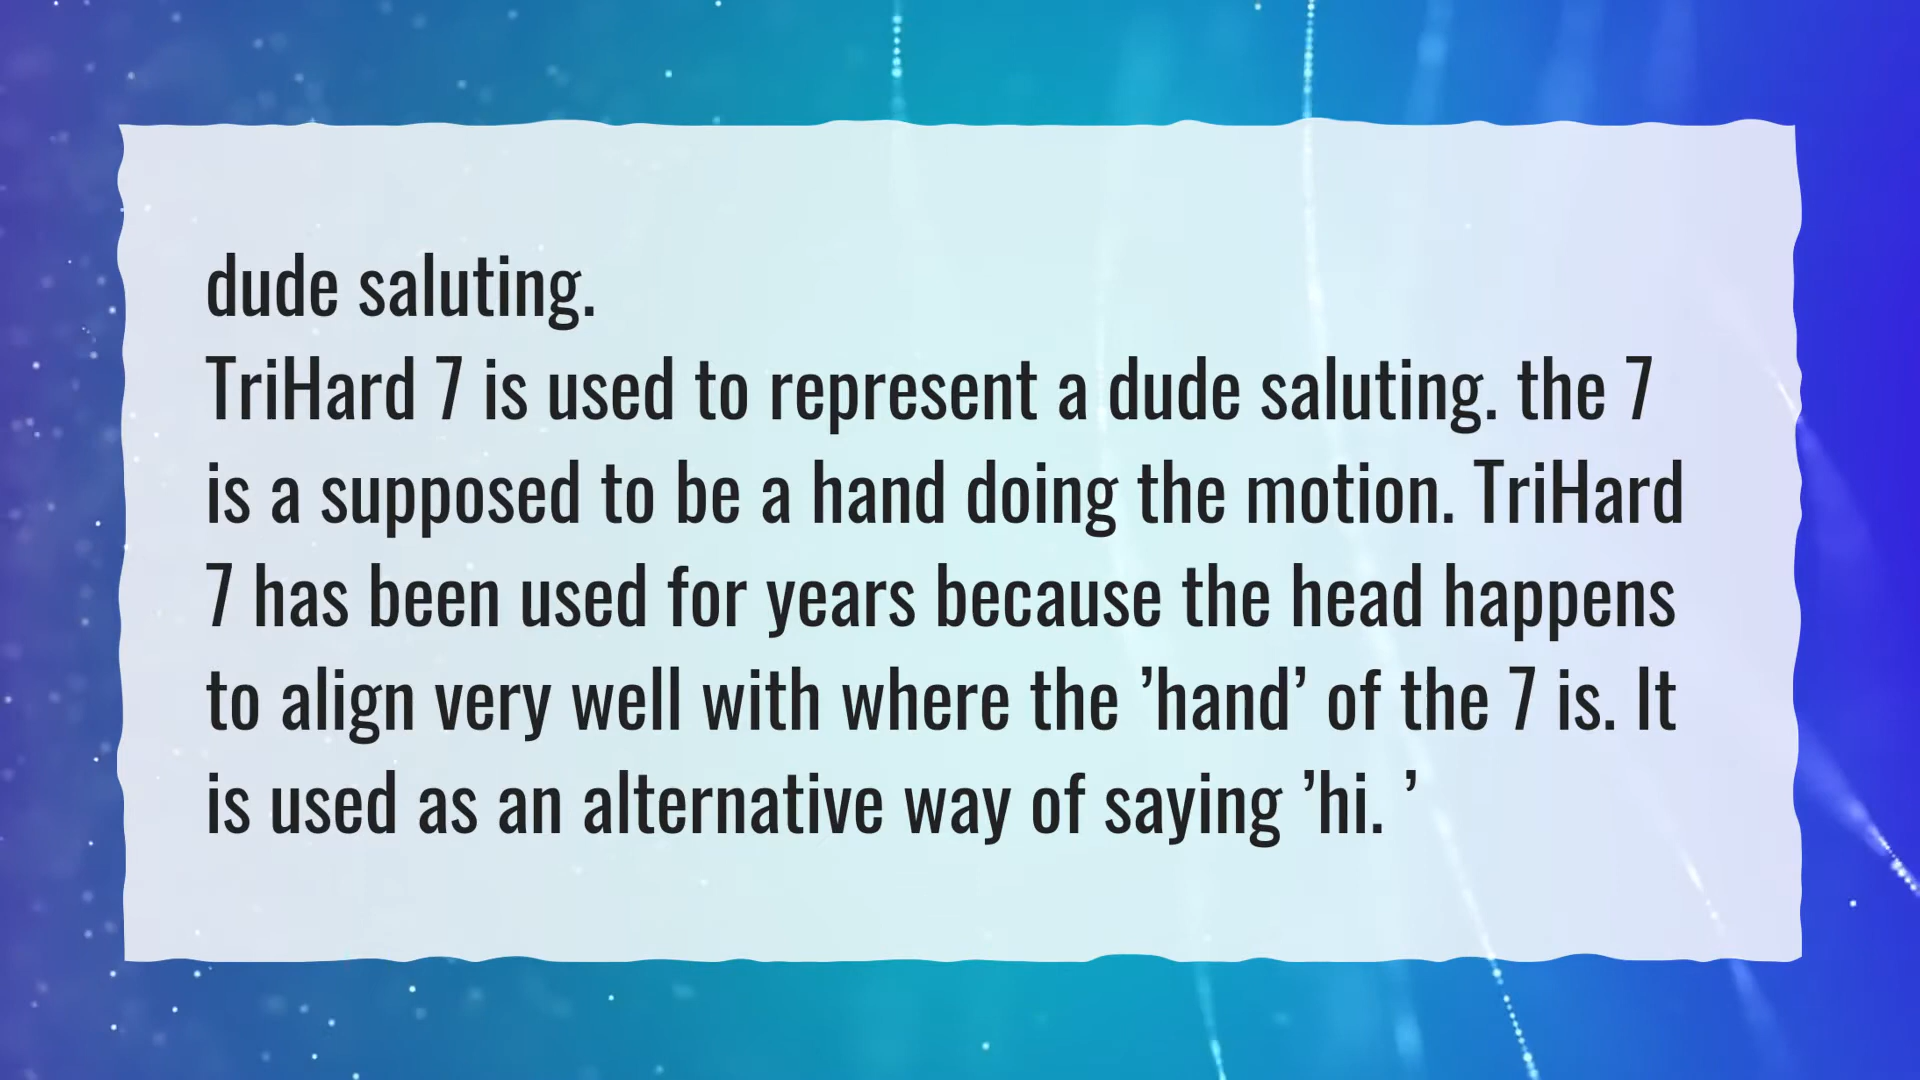 dude saluting.
TriHard 7 is used to represent a dude saluting. the 7
is a supposed to be a hand doing the motion. TriHard
7 has been used for years because the head happens
to align very well with where the ’hand’ of the 7 is. It
is used as an alternative way of saying ’hi. ’